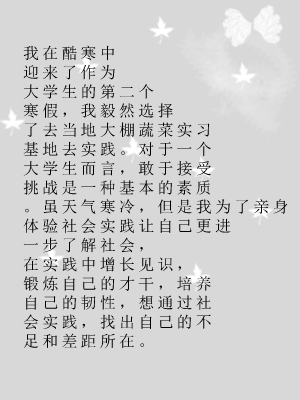 我在酷寒中
迎来了作为
大学生的第二个
寒假，我毅然选择
了去当地大棚蔬菜实习
基地去实践。对于一个
大学生而言，敢于接受
挑战是一种基本的素质
。虽天气寒冷，但是我为了亲身
体验社会实践让自己更进
一步了解社会，
在实践中增长见识，
锻炼自己的才干，培养
自己的韧性，想通过社
会实践，找出自己的不
足和差距所在。